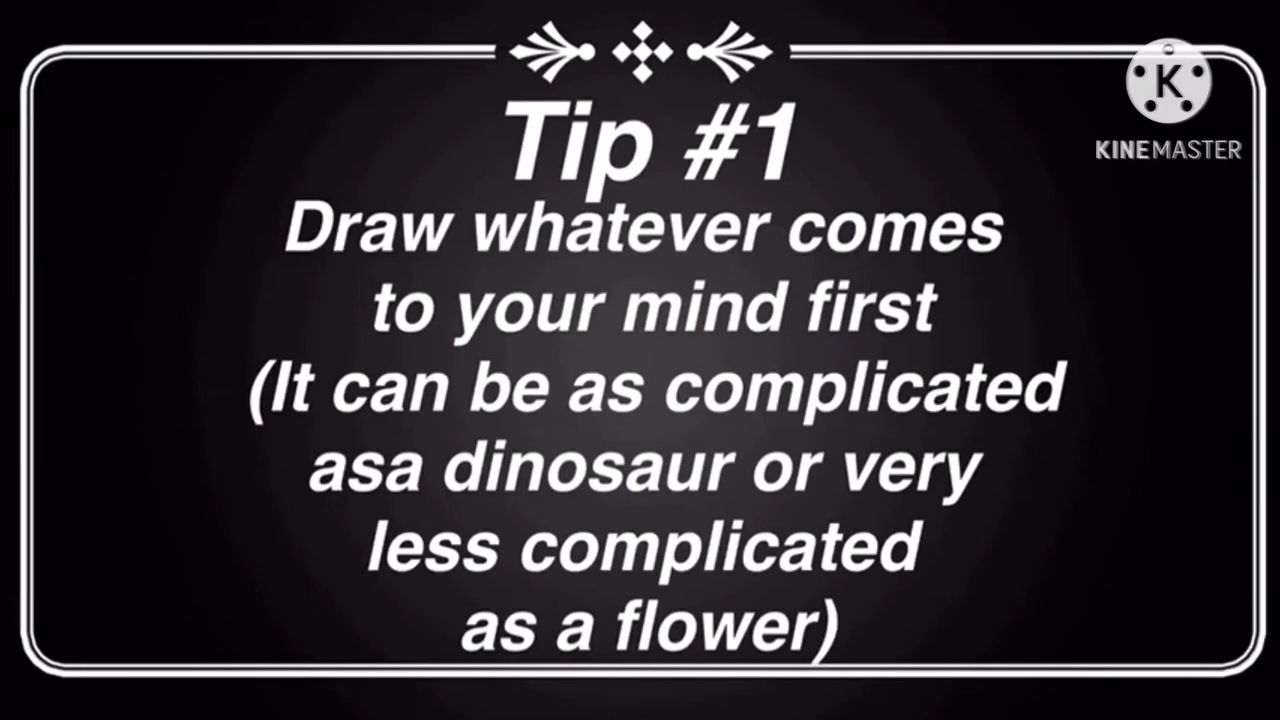 Tip #1
K
KINEMASTER
Draw whatever comes
to your mind first
(It can be as complicated
asa dinosaur or very
less complicated
as a flower)